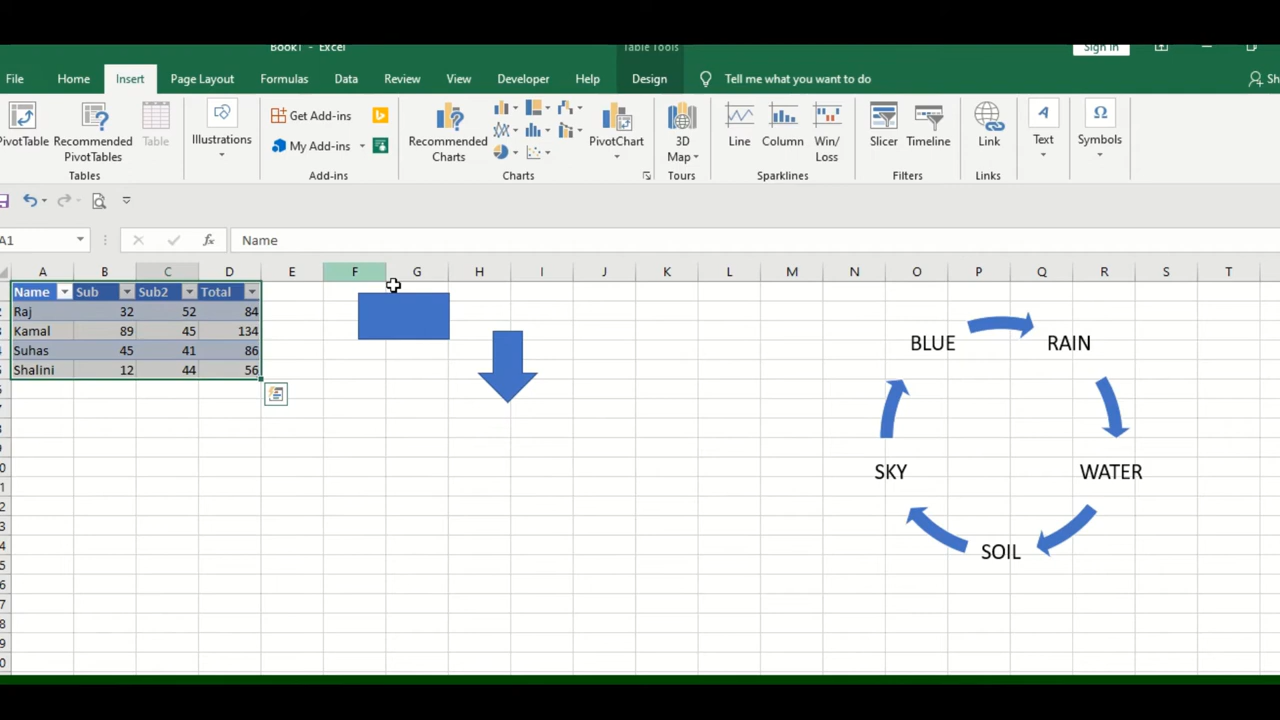 Book1 - Excel
Table Tools
Sign in
File Home Insert Page Layout Formulas Data Review View Developer Help Design Tell me what you want to do
PivotTable
Recommended PivotTables
Table
Tables
Illustrations
Get Add-ins
My Add-ins
Add-ins
Recommended Charts
PivotChart
Charts
3D Map
Tours
Line
Column
Win/Loss
Sparklines
Slicer
Timeline
Filters
Link
Links
Text
Symbols
A1
fx
Name
A B C D E F G H I J K L M N O P Q R S T
Name Sub Sub2 Total
Raj 32 52 84
Kamal 89 45 134
Suhas 45 41 86
Shalini 12 44 56
BLUE
RAIN
SKY
WATER
SOIL